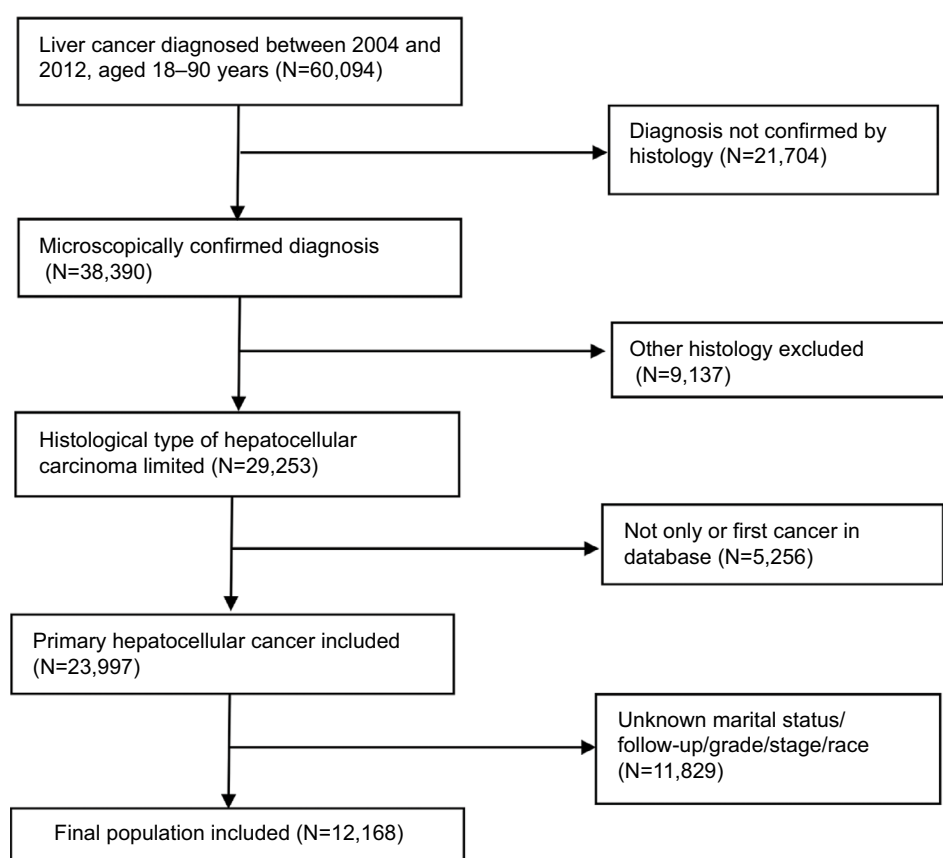 Liver cancer diagnosed between 2004 and
2012, aged 18–90 years (N=60,094)
Diagnosis not confirmed by
histology (N=21,704)
Microscopically confirmed diagnosis
(N=38,390)
Other histology excluded
(N=9,137)
Histological type of hepatocellular
carcinoma limited (N=29,253)
Not only or first cancer in
database (N=5,256)
Primary hepatocellular cancer included
(N=23,997)
Unknown marital status/
follow-up/grade/stage/race
(N=11,829)
Final population included (N=12,168)